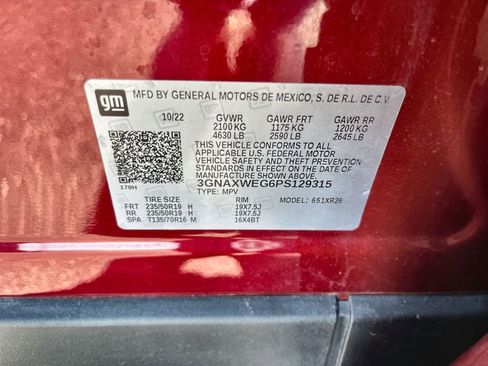 gm
MFD BY GENERAL MOTORS DE MEXICO, S. DE R.L. DE C.V.
10/22 GVWR GAWR FRT GAWR RR
2100 KG 1175 KG 1200 KG
4630 LB 2590 LB 2645 LB
THIS VEHICLE CONFORMS TO ALL
APPLICABLE U.S. FEDERAL MOTOR
VEHICLE SAFETY AND THEFT PREVENTION
STANDARDS IN EFFECT ON THE DATE OF
MANUFACTURE SHOWN ABOVE.
170H 3GNAXWEG6PS129315
TYPE: MPV MODEL: 6S1XR26
TIRE SIZE RIM
FRT 235/50R19 H 19X7.5J
RR 235/50R19 H 19X7.5J
SPA T135/70R16 M 16X4BT